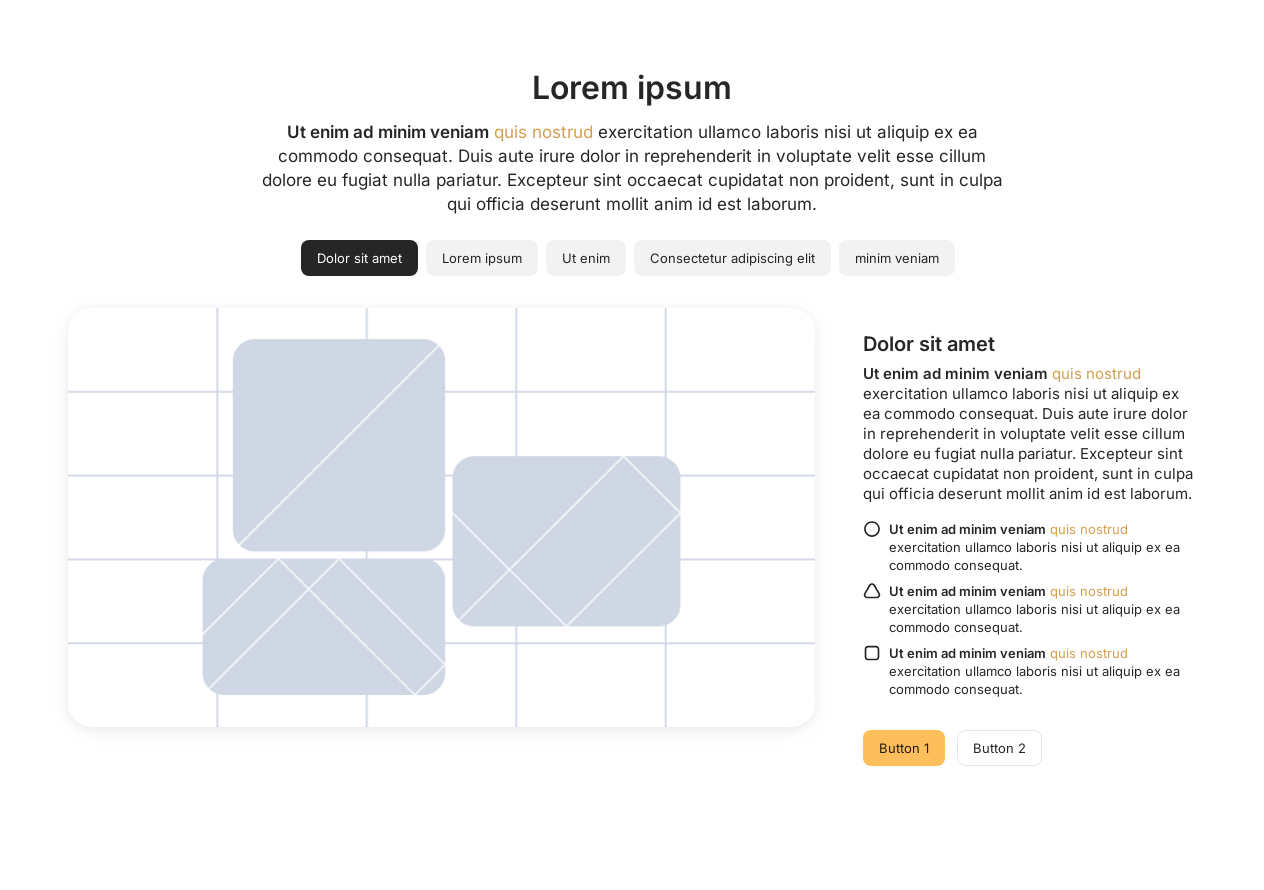 Lorem ipsum
Ut enim ad minim veniam quis nostrud exercitation ullamco laboris nisi ut aliquip ex ea
commodo consequat. Duis aute irure dolor in reprehenderit in voluptate velit esse cillum
dolore eu fugiat nulla pariatur. Excepteur sint occaecat cupidatat non proident, sunt in culpa
qui officia deserunt mollit anim id est laborum.
Dolor sit amet
Lorem ipsum
Ut enim
Consectetur adipiscing elit
minim veniam
Dolor sit amet
Ut enim ad minim veniam quis nostrud
exercitation ullamco laboris nisi ut aliquip ex
ea commodo consequat. Duis aute irure dolor
in reprehenderit in voluptate velit esse cillum
dolore eu fugiat nulla pariatur. Excepteur sint
occaecat cupidatat non proident, sunt in culpa
qui officia deserunt mollit anim id est laborum.
Ut enim ad minim veniam quis nostrud
exercitation ullamco laboris nisi ut aliquip ex ea
commodo consequat.
Ut enim ad minim veniam quis nostrud
exercitation ullamco laboris nisi ut aliquip ex ea
commodo consequat.
Ut enim ad minim veniam quis nostrud
exercitation ullamco laboris nisi ut aliquip ex ea
commodo consequat.
Button 1
Button 2